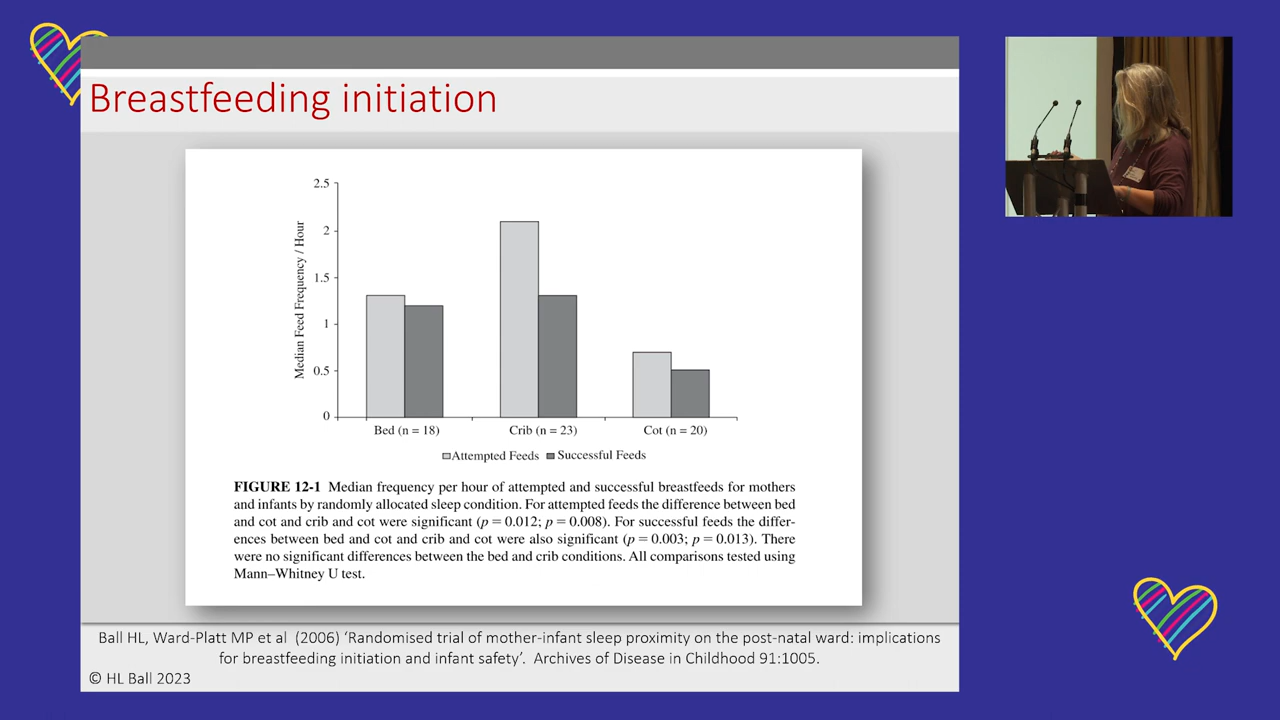 Breastfeeding initiation
2.5
2
1.5
1
0.5
0
Median Feed Frequency / Hour
Bed (n = 18)
Crib (n = 23)
Cot (n = 20)
Attempted Feeds
Successful Feeds
FIGURE 12-1 Median frequency per hour of attempted and successful breastfeeds for mothers
and infants by randomly allocated sleep condition. For attempted feeds the difference between bed
and cot and crib and cot were significant (p = 0.012; p = 0.008). For successful feeds the differ-
ences between bed and cot and crib and cot were also significant (p = 0.003; p = 0.013). There
were no significant differences between the bed and crib conditions. All comparisons tested using
Mann–Whitney U test.
Ball HL, Ward-Platt MP et al (2006) ‘Randomised trial of mother-infant sleep proximity on the post-natal ward: implications
for breastfeeding initiation and infant safety’. Archives of Disease in Childhood 91:1005.
© HL Ball 2023